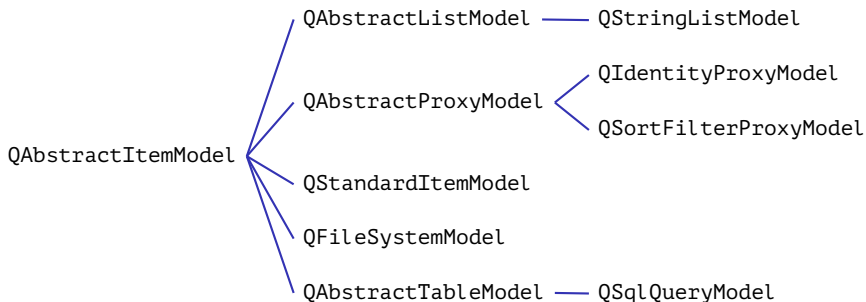 QAbstractListModel QStringListModel
QIdentityProxyModel
QAbstractProxyModel
QSortFilterProxyModel
QAbstractItemModel
QStandardItemModel
QFileSystemModel
QAbstractTableModel QSqlQueryModel